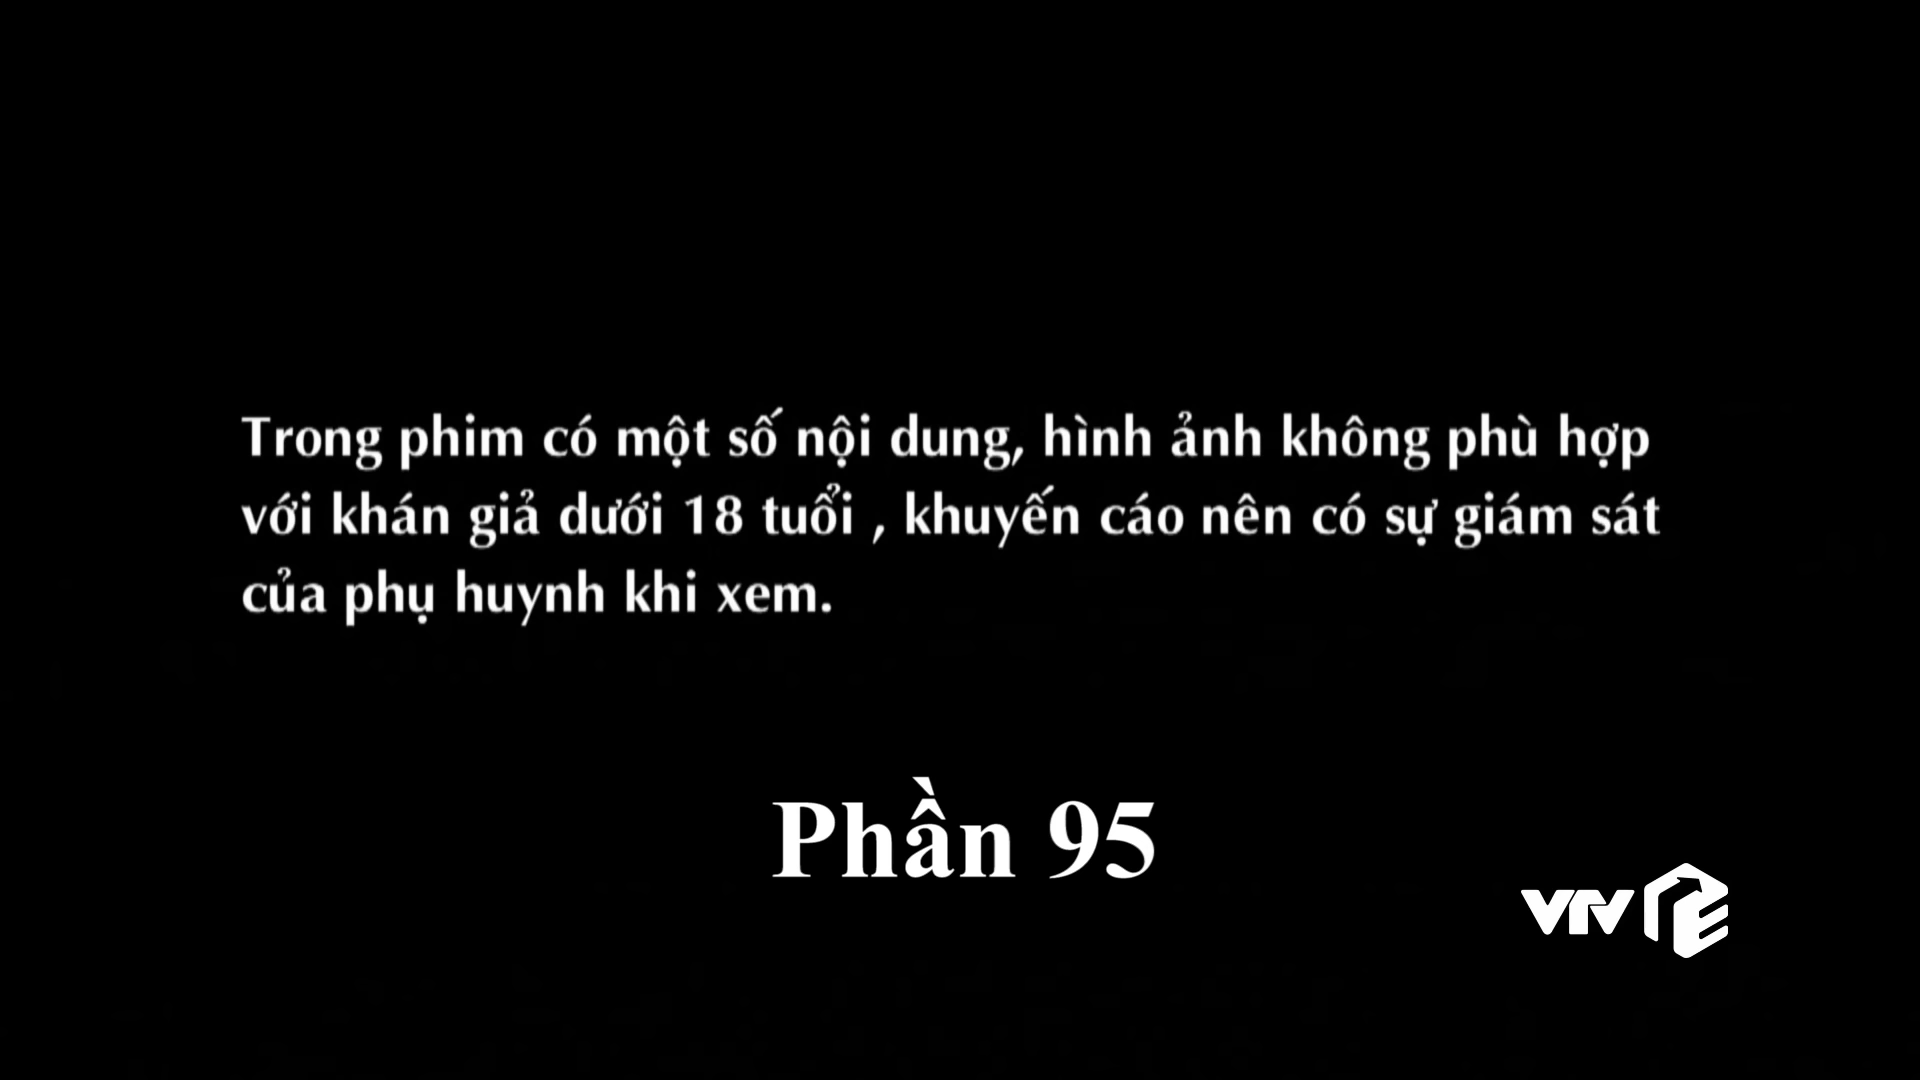 Trong phim có một số nội dung, hình ảnh không phù hợp
với khán giả dưới 18 tuổi , khuyến cáo nên có sự giám sát
của phụ huynh khi xem.
Phần 95
VTV E